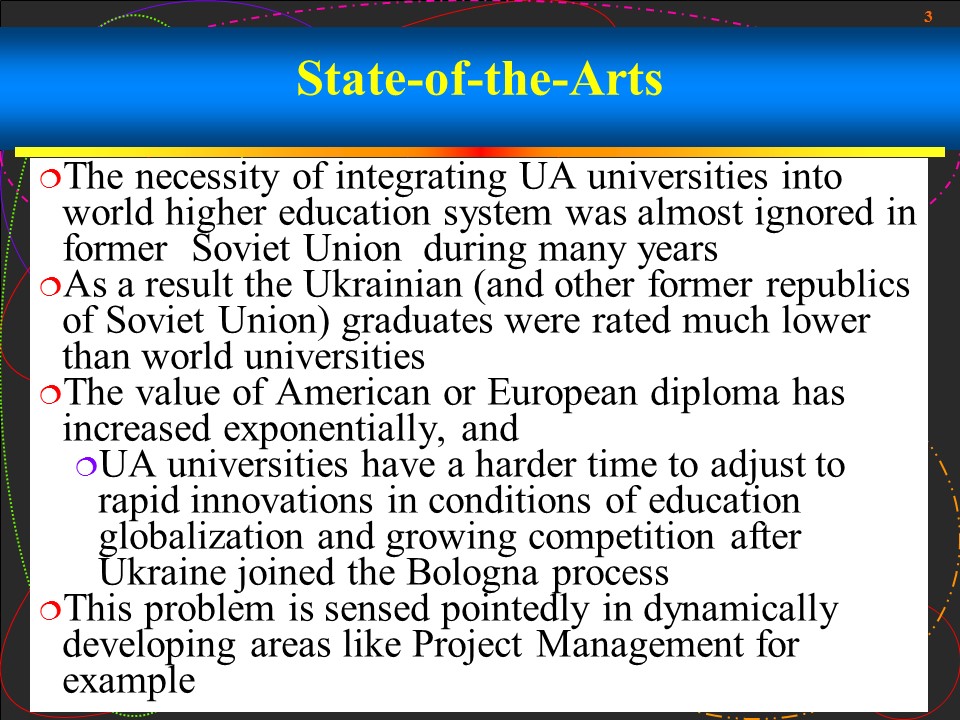 3
State-of-the-Arts
The necessity of integrating UA universities into
world higher education system was almost ignored in
former  Soviet Union  during many years
As a result the Ukrainian (and other former republics
of Soviet Union) graduates were rated much lower
than world universities
The value of American or European diploma has
increased exponentially, and
UA universities have a harder time to adjust to
rapid innovations in conditions of education
globalization and growing competition after
Ukraine joined the Bologna process
This problem is sensed pointedly in dynamically
developing areas like Project Management for
example